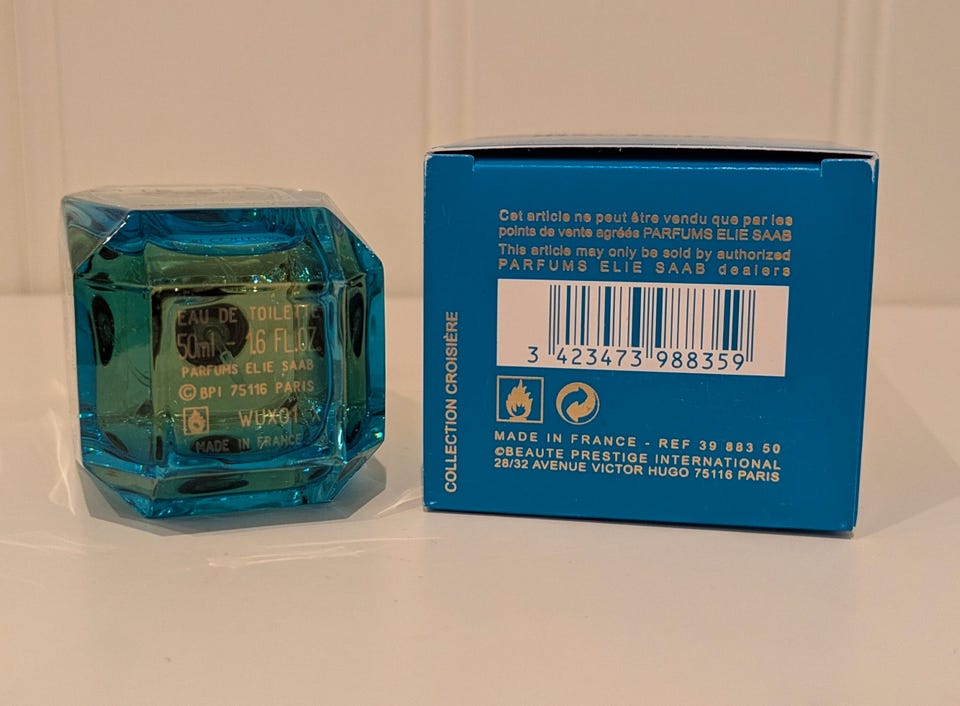 EAU DE TOILETTE
50ml - 1.6 FL.OZ.
PARFUMS ELIE SAAB
© BPI 75116 PARIS
WUX01
MADE IN FRANCE
Cet article ne peut être vendu que par les
points de vente agréés PARFUMS ELIE SAAB
This article may only be sold by authorized
PARFUMS ELIE SAAB dealers
3 423473 988359
COLLECTION CROISIÈRE
MADE IN FRANCE - REF 39 883 50
©BEAUTE PRESTIGE INTERNATIONAL
28/32 AVENUE VICTOR HUGO 75116 PARIS